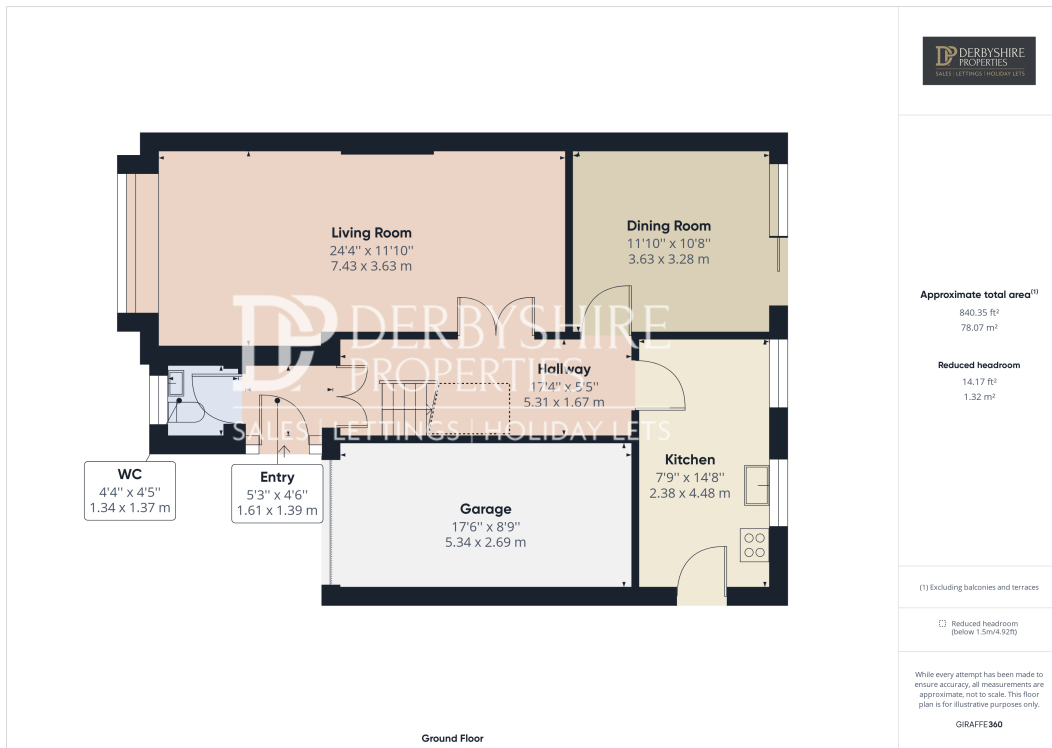 Living Room
24'4" x 11'10"
7.43 x 3.63 m
Dining Room
11'10" x 10'8"
3.63 x 3.28 m
DERBYSHIRE
PROPERTIES
SALES | LETTINGS | HOLIDAY LETS
Hallway
17'4" x 5'5"
5.31 x 1.67 m
WC
4'4" x 4'5"
1.34 x 1.37 m
Entry
5'3" x 4'6"
1.61 x 1.39 m
Garage
17'6" x 8'9"
5.34 x 2.69 m
Kitchen
7'9" x 14'8"
2.38 x 4.48 m
Ground Floor
DERBYSHIRE
PROPERTIES
SALES | LETTINGS | HOLIDAY LETS
Approximate total area(1)
840.35 ft²
78.07 m²
Reduced headroom
14.17 ft²
1.32 m²
(1) Excluding balconies and terraces
Reduced headroom
(below 1.5m/4.92ft)
While every attempt has been made to
ensure accuracy, all measurements are
approximate, not to scale. This floor
plan is for illustrative purposes only.
GIRAFFE360